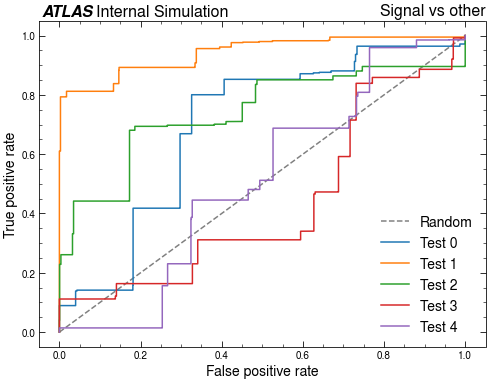 ATLAS Internal Simulation
Signal vs other
1.0
0.8
0.6
0.4
0.2
0.0
True positive rate
Random
Test 0
Test 1
Test 2
Test 3
Test 4
0.0 0.2 0.4 0.6 0.8 1.0
False positive rate